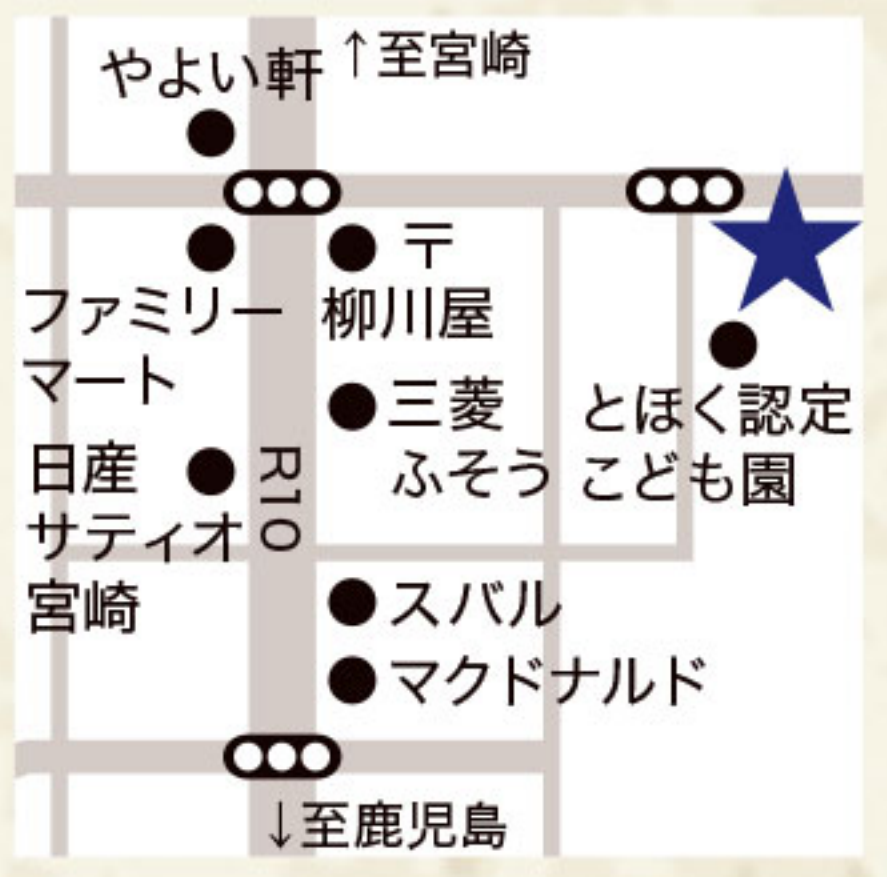 やよい軒
↑至宮崎
ファミリー
マート
〒
柳川屋
三菱
ふそう
とほく認定
こども園
日産
サティオ
宮崎
R10
スバル
マクドナルド
↓至鹿児島